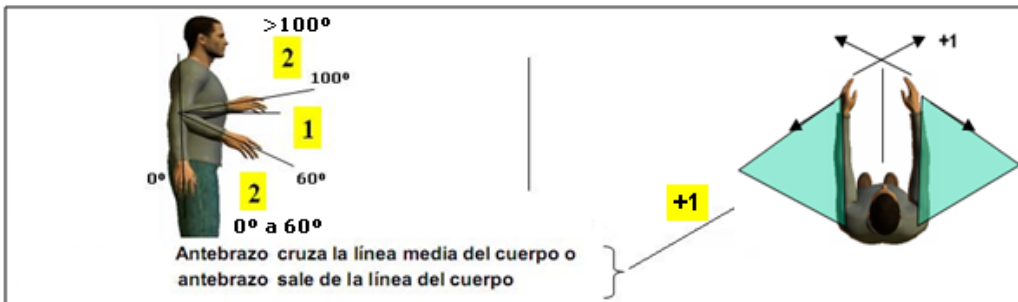 >100º
2
100º
1
0º
60º
2
0º a 60º
+1
+1
Antebrazo cruza la línea media del cuerpo o
antebrazo sale de la línea del cuerpo